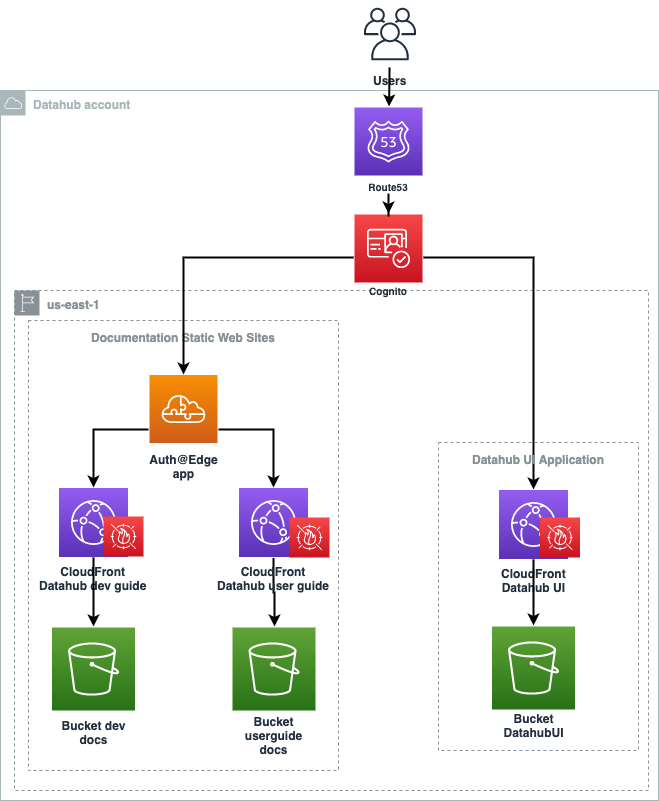 Users
Datahub account
53
Route53
Cognito
us-east-1
Documentation Static Web Sites
Auth@Edge
app
Datahub UI Application
CloudFront
Datahub dev guide
CloudFront
Datahub user guide
CloudFront
Datahub UI
Bucket dev
docs
Bucket
userguide
docs
Bucket
DatahubUI